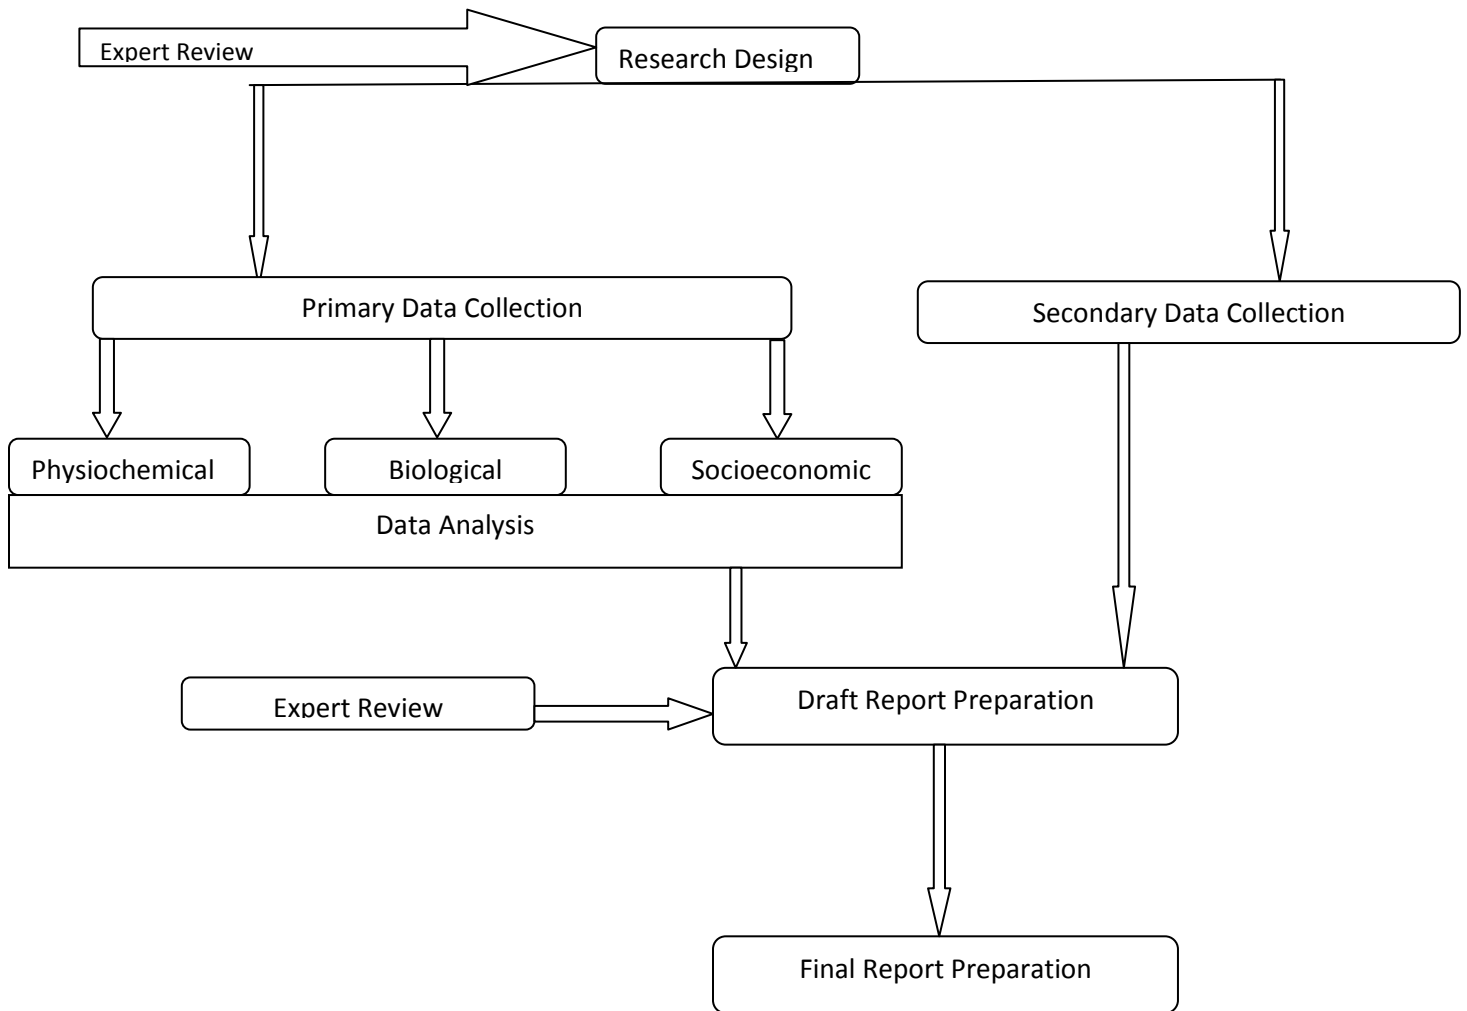 Expert Review
Research Design
Primary Data Collection
Secondary Data Collection
Physiochemical
Biological
Socioeconomic
Data Analysis
Expert Review
Draft Report Preparation
Final Report Preparation